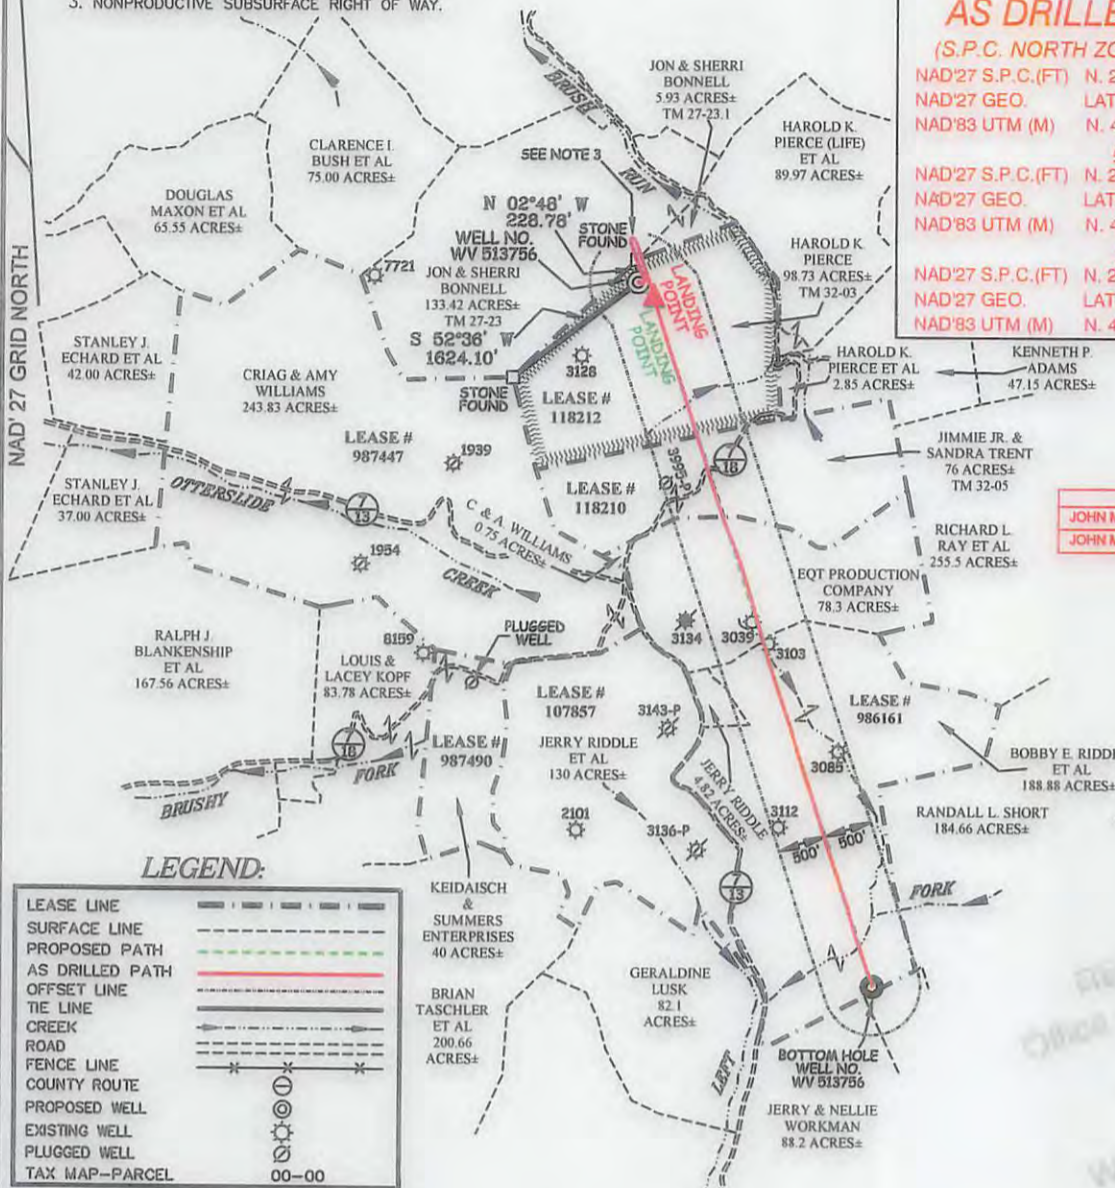 3. NONPRODUCTIVE SUBSURFACE RIGHT OF WAY.
AS DRILLE
(S.P.C. NORTH ZO
NAD'27 S.P.C.(FT) N. 2
NAD'27 GEO. LAT
NAD'83 UTM (M) N. 4
NAD'27 S.P.C.(FT) N. 2
NAD'27 GEO. LAT
NAD'83 UTM (M) N. 4
NAD'27 S.P.C.(FT) N. 2
NAD'27 GEO. LAT
NAD'83 UTM (M) N. 4
NAD'27 GRID NORTH
BRUSH
RUN
JON & SHERRI
BONNELL
5.93 ACRES±
TM 27-23.1
CLARENCE I.
BUSH ET AL
75.00 ACRES±
SEE NOTE 3
HAROLD K.
PIERCE (LIFE)
ET AL
89.97 ACRES±
DOUGLAS
MAXON ET AL
65.55 ACRES±
N 02°48' W
228.78'
STONE
FOUND
WELL NO.
WV 513756
7721
JON & SHERRI
BONNELL
133.42 ACRES±
TM 27-23
HAROLD K.
PIERCE
98.73 ACRES±
TM 32-03
LANDING
POINT
LANDING
POINT
S 52°36' W
1624.10'
STANLEY J.
ECHARD ET AL
42.00 ACRES±
3128
HAROLD K.
PIERCE ET AL
2.85 ACRES±
KENNETH P.
ADAMS
47.15 ACRES±
CRIAG & AMY
WILLIAMS
243.83 ACRES±
STONE
FOUND
LEASE #
118212
LEASE #
987447
1939
JIMMIE JR. &
SANDRA TRENT
76 ACRES±
TM 32-05
3995-P
7
18
STANLEY J.
ECHARD ET AL
37.00 ACRES±
OTTERSLIDE
CREEK
7
13
LEASE #
118210
C & A. WILLIAMS
0.75 ACRES±
JOHN
JOHN M
RICHARD L.
RAY ET AL
255.5 ACRES±
1954
EQT PRODUCTION
COMPANY
78.3 ACRES±
3134
3039
3103
RALPH J.
BLANKENSHIP
ET AL
167.56 ACRES±
8159
PLUGGED
WELL
LOUIS &
LACEY KOPF
83.78 ACRES±
LEASE #
107857
3143-P
LEASE #
986161
7
18
LEASE #
987490
JERRY RIDDLE
ET AL
130 ACRES±
JERRY RIDDLE
4.82 ACRES±
3085
BOBBY E. RIDD
ET AL
188.88 ACRES±
BRUSHY
FORK
2101
3136-P
3112
RANDALL L. SHORT
184.66 ACRES±
500'
500'
7
13
FORK
KEIDAISCH
&
SUMMERS
ENTERPRISES
40 ACRES±
BRIAN
TASCHLER
ET AL
200.66
ACRES±
GERALDINE
LUSK
82.1
ACRES±
LEFT
BOTTOM HOLE
WELL NO.
WV 513756
JERRY & NELLIE
WORKMAN
88.2 ACRES±
Office
LEGEND:
LEASE LINE
SURFACE LINE
PROPOSED PATH
AS DRILLED PATH
OFFSET LINE
TIE LINE
CREEK
ROAD
FENCE LINE
COUNTY ROUTE
PROPOSED WELL
EXISTING WELL
PLUGGED WELL
TAX MAP-PARCEL 00-00